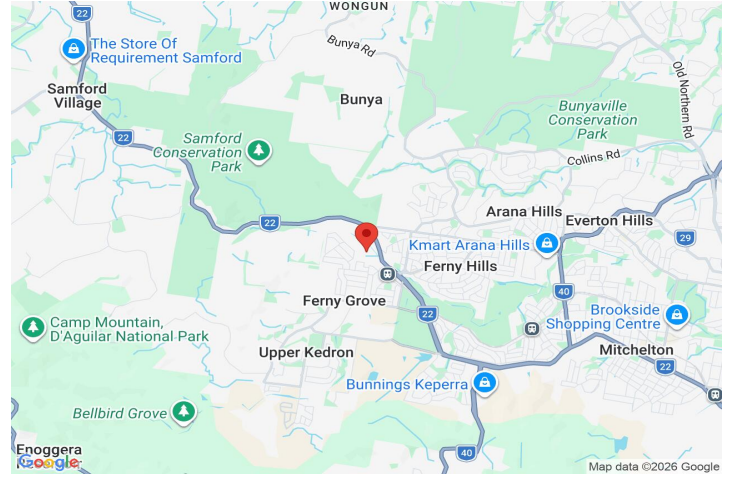 WONGUN
22
The Store Of
Requirement Samford
Bunya Rd
Old Northern Rd
Samford
Village
Bunya
Bunyaville
Conservation
Park
22
Samford
Conservation
Park
Collins Rd
Arana Hills
Everton Hills
22
29
Kmart Arana Hills
Ferny Hills
40
Ferny Grove
22
Brookside
Shopping Centre
Camp Mountain,
D'Aguilar National Park
Upper Kedron
Mitchelton
22
Bunnings Keperra
Bellbird Grove
Enoggera
40
Google
Map data ©2026 Google